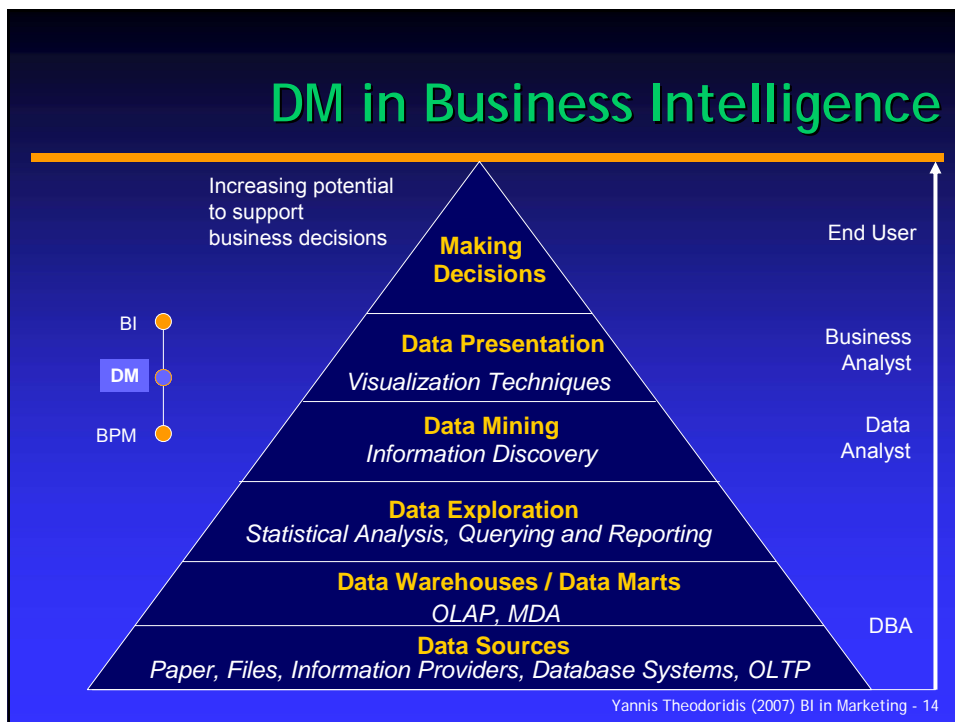 DM in Business Intelligence
Increasing potential
to support
business decisions
Making
Decisions
End User
BI
DM
BPM
Data Presentation
Visualization Techniques
Business
Analyst
Data Mining
Information Discovery
Data
Analyst
Data Exploration
Statistical Analysis, Querying and Reporting
Data Warehouses / Data Marts
OLAP, MDA
DBA
Data Sources
Paper, Files, Information Providers, Database Systems, OLTP
Yannis Theodoridis (2007) BI in Marketing - 14